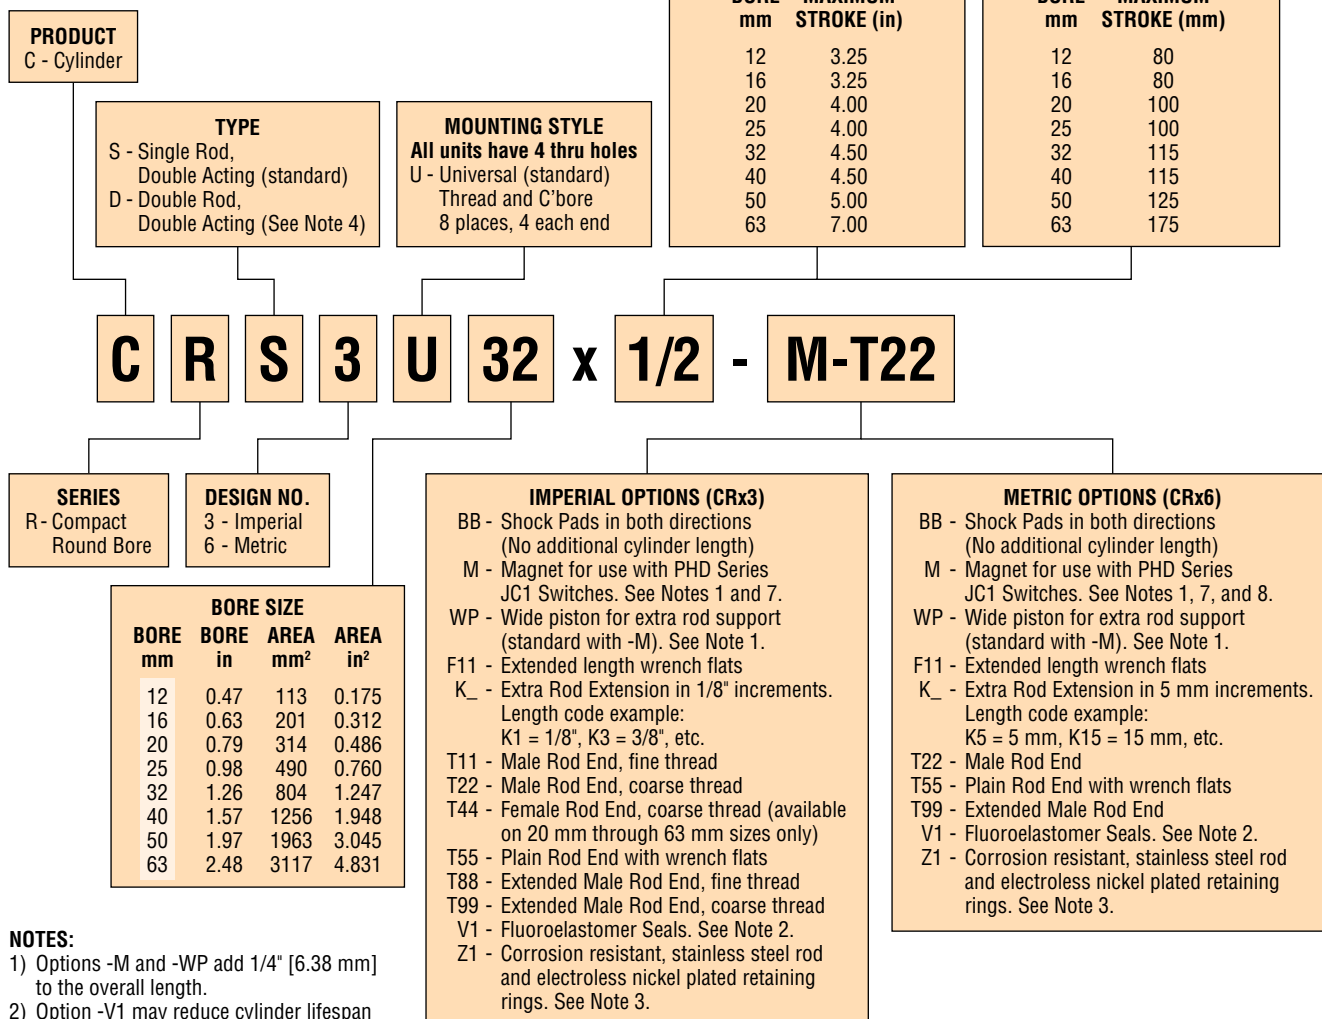 PRODUCT
C - Cylinder
TYPE
S - Single Rod,
Double Acting (standard)
D - Double Rod,
Double Acting (See Note 4)
MOUNTING STYLE
All units have 4 thru holes
U - Universal (standard)
Thread and C'bore
8 places, 4 each end
BORE MAXIMUM
mm STROKE (in)
12 3.25
16 3.25
20 4.00
25 4.00
32 4.50
40 4.50
50 5.00
63 7.00
BORE MAXIMUM
mm STROKE (mm)
12 80
16 80
20 100
25 100
32 115
40 115
50 125
63 175
C R S 3 U 32 x 1/2 - M-T22
SERIES
R - Compact
Round Bore
DESIGN NO.
3 - Imperial
6 - Metric
BORE SIZE
BORE BORE AREA AREA
mm in mm² in²
12 0.47 113 0.175
16 0.63 201 0.312
20 0.79 314 0.486
25 0.98 490 0.760
32 1.26 804 1.247
40 1.57 1256 1.948
50 1.97 1963 3.045
63 2.48 3117 4.831
IMPERIAL OPTIONS (CRx3)
BB - Shock Pads in both directions
(No additional cylinder length)
M - Magnet for use with PHD Series
JC1 Switches. See Notes 1 and 7.
WP - Wide piston for extra rod support
(standard with -M). See Note 1.
F11 - Extended length wrench flats
K_ - Extra Rod Extension in 1/8" increments.
Length code example:
K1 = 1/8", K3 = 3/8", etc.
T11 - Male Rod End, fine thread
T22 - Male Rod End, coarse thread
T44 - Female Rod End, coarse thread (available
on 20 mm through 63 mm sizes only)
T55 - Plain Rod End with wrench flats
T88 - Extended Male Rod End, fine thread
T99 - Extended Male Rod End, coarse thread
V1 - Fluoroelastomer Seals. See Note 2.
Z1 - Corrosion resistant, stainless steel rod
and electroless nickel plated retaining
rings. See Note 3.
METRIC OPTIONS (CRx6)
BB - Shock Pads in both directions
(No additional cylinder length)
M - Magnet for use with PHD Series
JC1 Switches. See Notes 1, 7, and 8.
WP - Wide piston for extra rod support
(standard with -M). See Note 1.
F11 - Extended length wrench flats
K_ - Extra Rod Extension in 5 mm increments.
Length code example:
K5 = 5 mm, K15 = 15 mm, etc.
T22 - Male Rod End
T55 - Plain Rod End with wrench flats
T99 - Extended Male Rod End
V1 - Fluoroelastomer Seals. See Note 2.
Z1 - Corrosion resistant, stainless steel rod
and electroless nickel plated retaining
rings. See Note 3.
NOTES:
1) Options -M and -WP add 1/4" [6.38 mm]
to the overall length.
2) Option -V1 may reduce cylinder lifespan